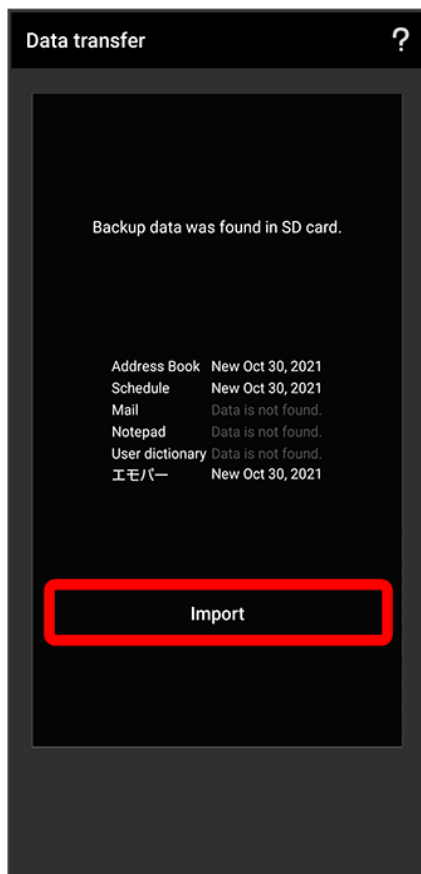 Data transfer ?
Backup data was found in SD card.
Address Book New Oct 30, 2021
Schedule New Oct 30, 2021
Mail Data is not found.
Notepad Data is not found.
User dictionary Data is not found.
エモパー New Oct 30, 2021
Import